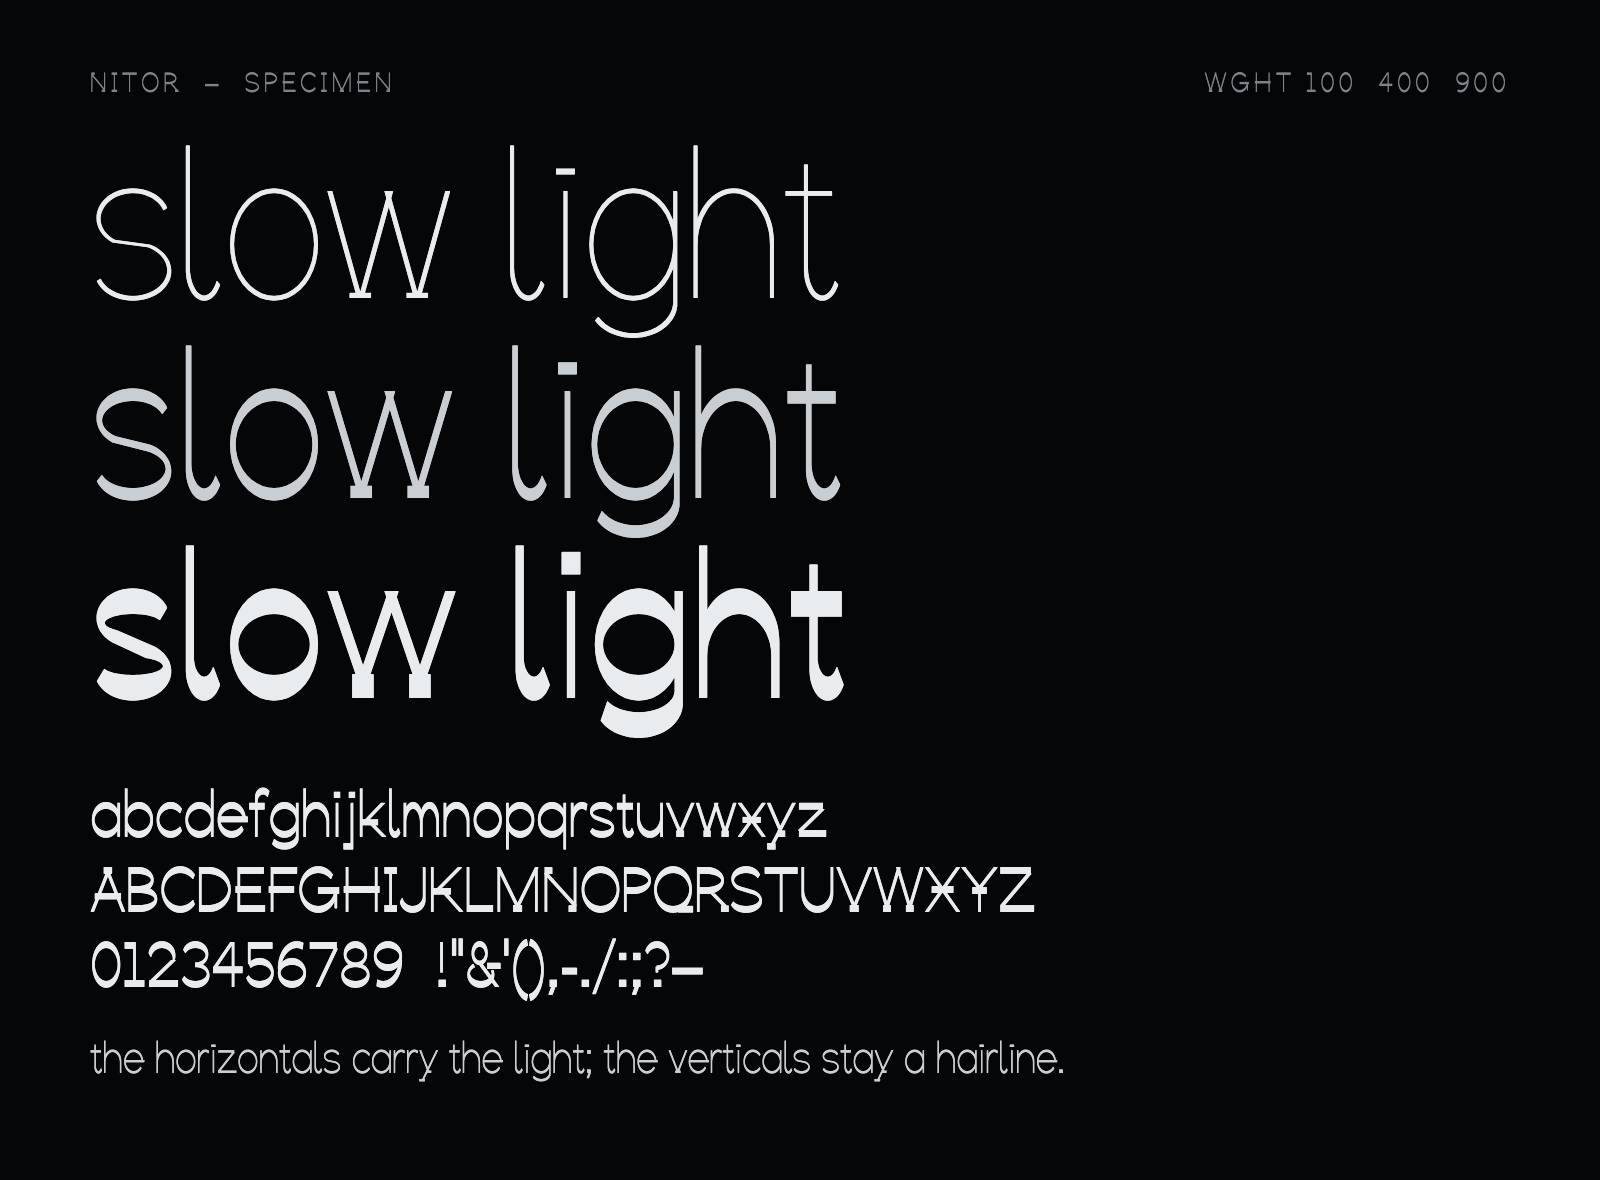 NITOR – SPECIMEN
WGHT 100 400 900
slow light
slow light
slow light
abcdefghijklmnopqrstuvwxyz
ABCDEFGHIJKLMNOPQRSTUVWXYZ
0123456789 !"&'(),-./:;?–
the horizontals carry the light; the verticals stay a hairline.